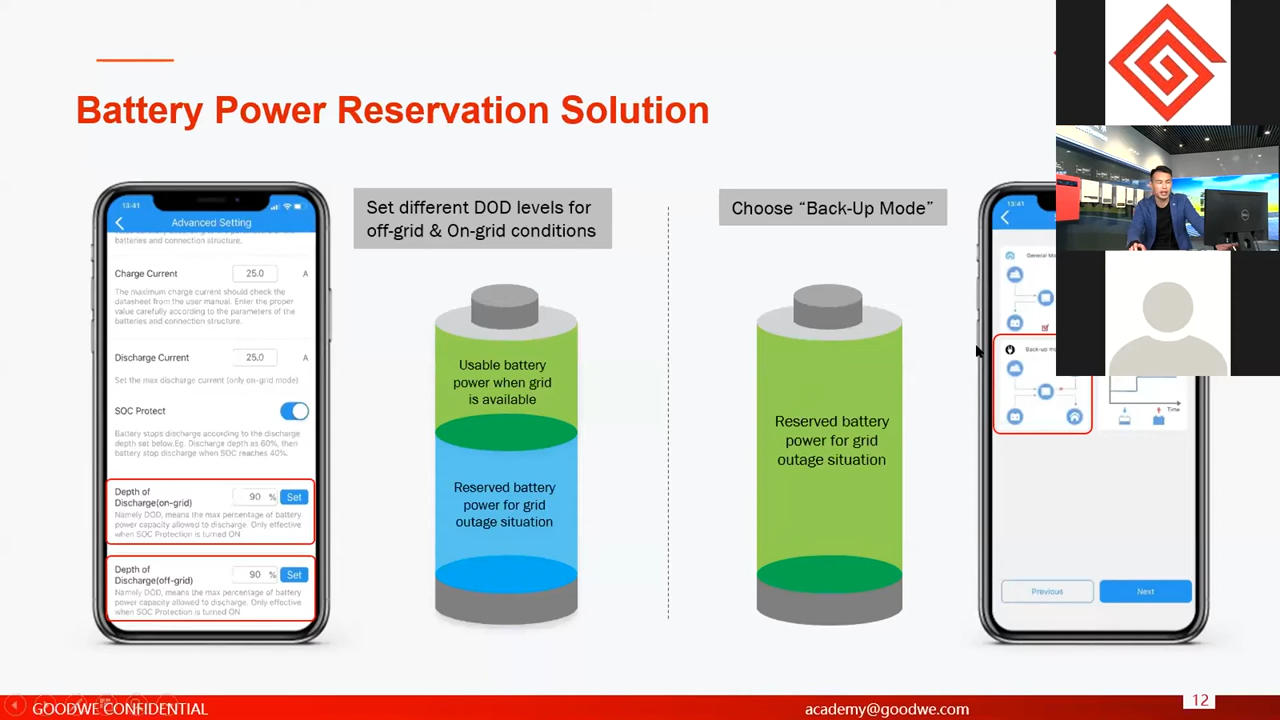 Battery Power Reservation Solution
13:41
Advanced Setting
batteries and connection structure.
Charge Current
25.0
A
The maximum charge current should check the
datasheet from the user manual. Enter the proper
value carefully according to the parameters of the
batteries and connection structure.
Discharge Current
25.0
A
Set the max discharge current (only on-grid mode)
SOC Protect
Battery stops discharge according to the discharge
depth set below.Eg. Discharge depth as 60%, then
battery stop discharge when SOC reaches 40%.
Depth of
Discharge(on-grid)
90 %
Set
Namely DOD, means the max percentage of battery
power capacity allowed to discharge. Only effective
when SOC Protection is turned ON
Depth of
Discharge(off-grid)
90 %
Set
Namely DOD, means the max percentage of battery
power capacity allowed to discharge. Only effective
when SOC Protection is turned ON
Set different DOD levels for
off-grid & On-grid conditions
Usable battery
power when grid
is available
Reserved battery
power for grid
outage situation
Choose “Back-Up Mode”
Reserved battery
power for grid
outage situation
13:41
General
Back-up
Time
Previous
Next
GOODWE CONFIDENTIAL
academy@goodwe.com
12